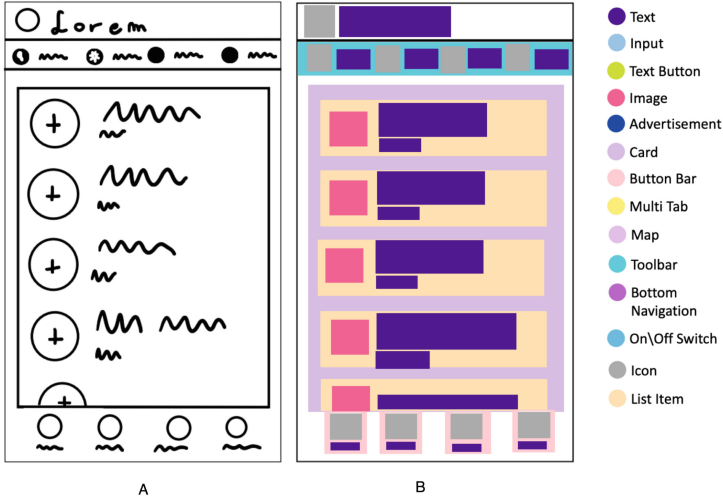 Lorem
Text
Input
Text Button
Image
Advertisement
Card
Button Bar
Multi Tab
Map
Toolbar
Bottom
Navigation
On\Off Switch
Icon
List Item
A
B